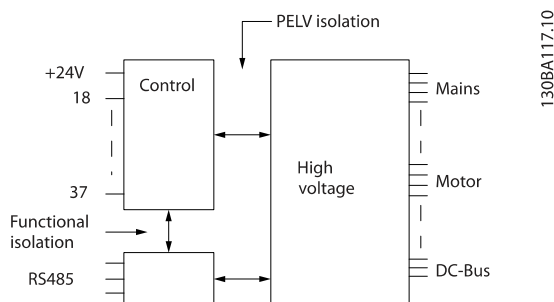 PELV isolation
130BA117.10
+24V
18
37
Control
High
voltage
Mains
Motor
DC-Bus
Functional
isolation
RS485